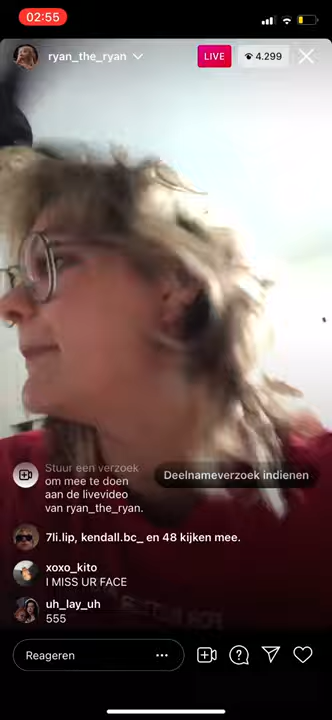 02:55
ryan_the_ryan
LIVE
4.299
Stuur een verzoek
om mee te doen
aan de livevideo
van ryan_the_ryan.
Deelnameverzoek indienen
7li.lip, kendall.bc_ en 48 kijken mee.
xoxo_kito
I MISS UR FACE
uh_lay_uh
555
Reageren